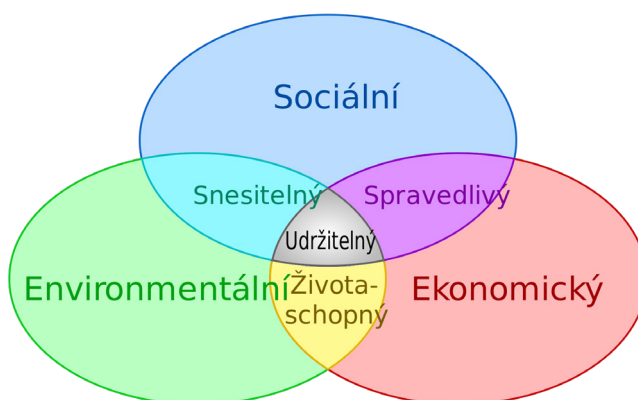 Sociální
Snesitelný
Spravedlivý
Udržitelný
Environmentální
Života-
schopný
Ekonomický